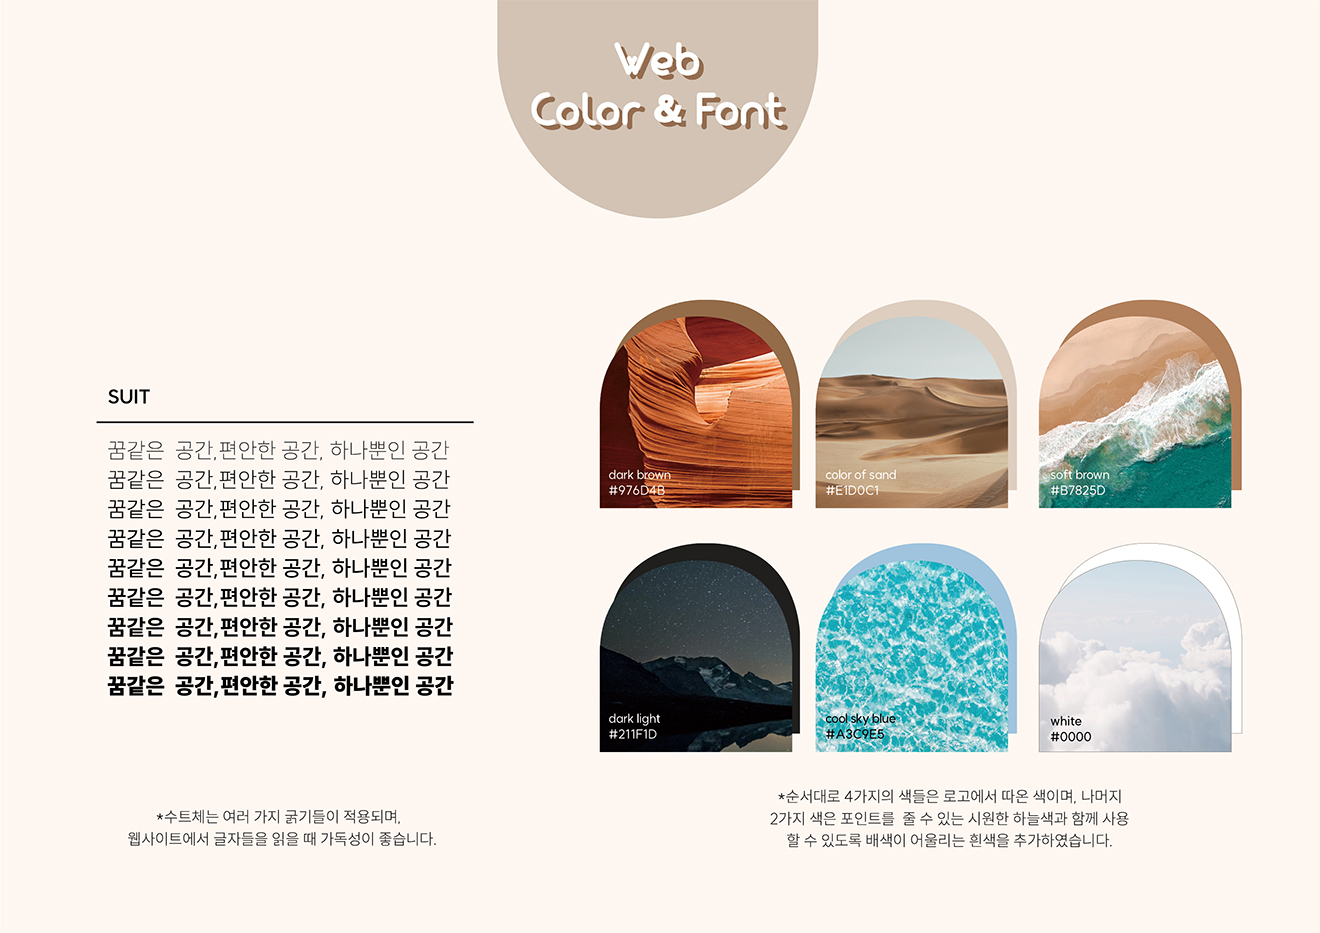 Web
Color & Font
SUIT
꿈같은 공간,편안한 공간, 하나뿐인 공간
꿈같은 공간,편안한 공간, 하나뿐인 공간
꿈같은 공간,편안한 공간, 하나뿐인 공간
꿈같은 공간,편안한 공간, 하나뿐인 공간
꿈같은 공간,편안한 공간, 하나뿐인 공간
꿈같은 공간,편안한 공간, 하나뿐인 공간
꿈같은 공간,편안한 공간, 하나뿐인 공간
꿈같은 공간,편안한 공간, 하나뿐인 공간
꿈같은 공간,편안한 공간, 하나뿐인 공간
*수트체는 여러 가지 굵기들이 적용되며,
웹사이트에서 글자들을 읽을 때 가독성이 좋습니다.
dark brown
#976D4B
color of sand
#E1D0C1
soft brown
#B7825D
dark light
#211F1D
cool sky blue
#A3C9E5
white
#0000
*순서대로 4가지의 색들은 로고에서 따온 색이며, 나머지
2가지 색은 포인트를 줄 수 있는 시원한 하늘색과 함께 사용
할 수 있도록 배색이 어울리는 흰색을 추가하였습니다.